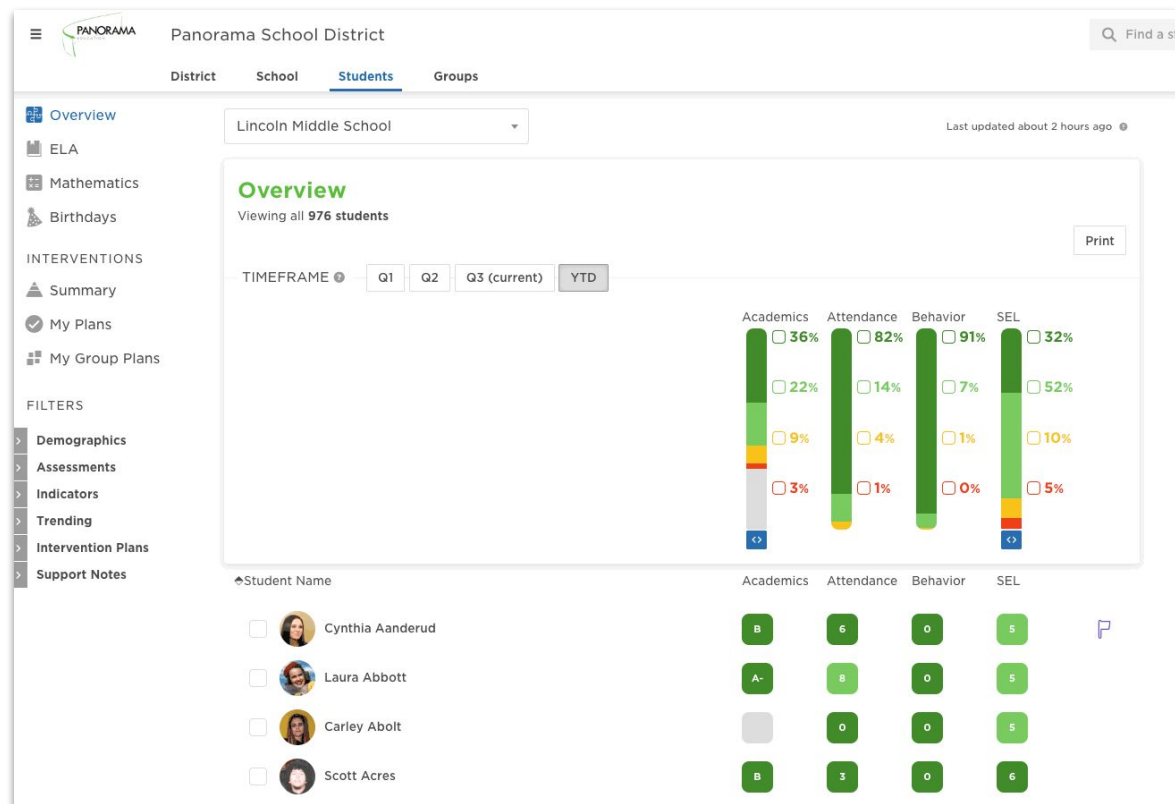 PANORAMA
EDUCATION
Panorama School District
Find a st
District School Students Groups
Overview
ELA
Mathematics
Birthdays
INTERVENTIONS
Summary
My Plans
My Group Plans
FILTERS
Demographics
Assessments
Indicators
Trending
Intervention Plans
Support Notes
Lincoln Middle School
Last updated about 2 hours ago
Overview
Viewing all 976 students
Print
TIMEFRAME Q1 Q2 Q3 (current) YTD
Academics Attendance Behavior SEL
36% 82% 91% 32%
22% 14% 7% 52%
9% 4% 1% 10%
3% 1% 0% 5%
Student Name Academics Attendance Behavior SEL
Cynthia Aanderud B 6 0 5
Laura Abbott A- 8 0 5
Carley Abolt 0 0 5
Scott Acres B 3 0 6